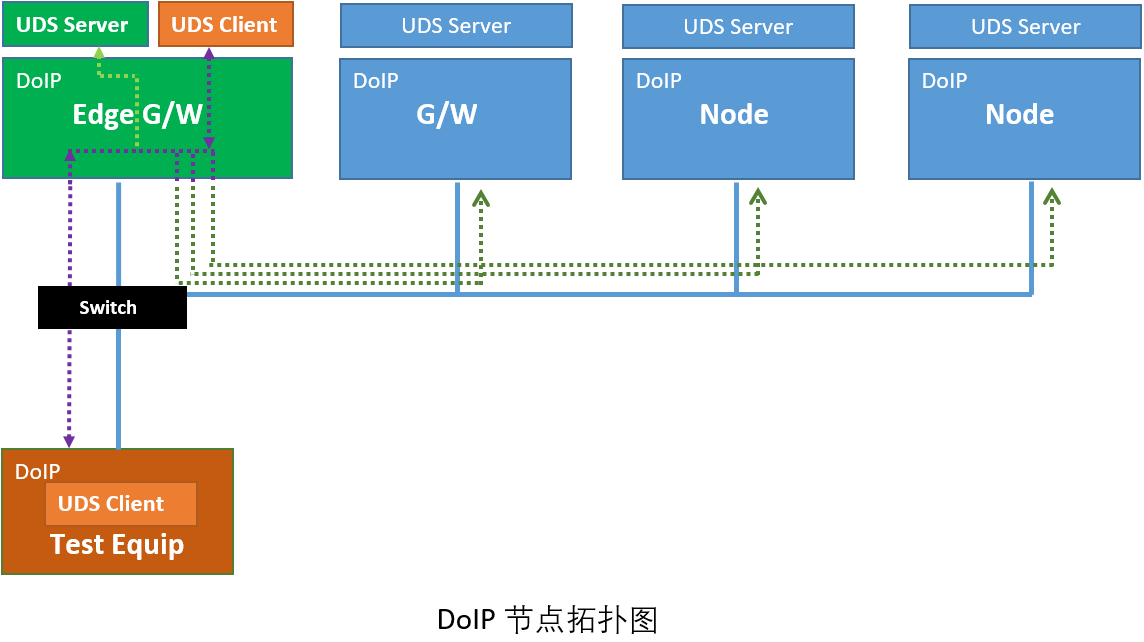 UDS Server
UDS Client
UDS Server
UDS Server
UDS Server
DoIP
Edge G/W
DoIP
G/W
DoIP
Node
DoIP
Node
Switch
DoIP
UDS Client
Test Equip
DoIP 节点拓扑图